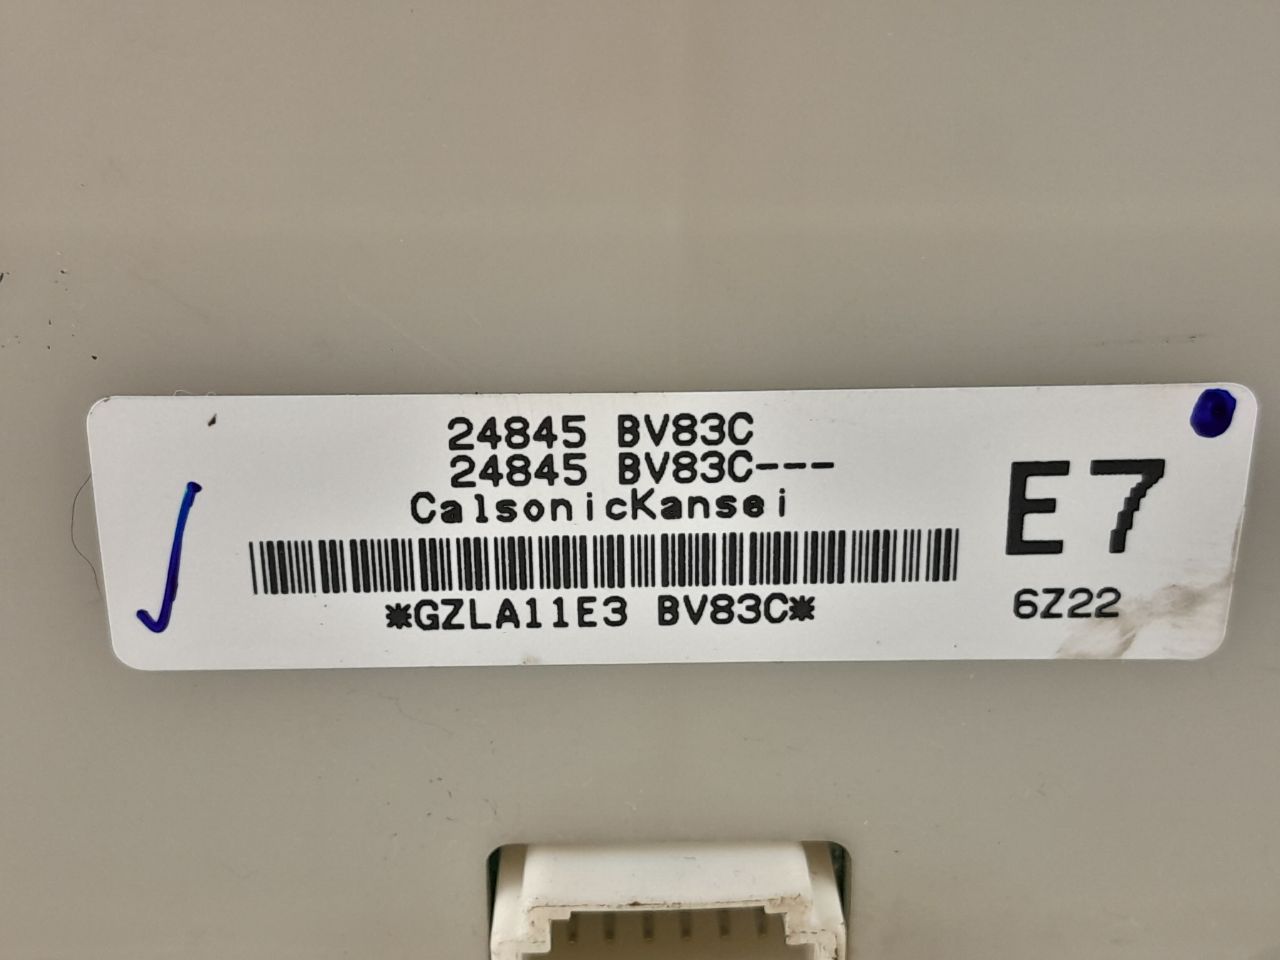 24845 BV83C
24845 BV83C---
CalsonicKansei
*GZLA11E3 BV83C*
E7
6Z22